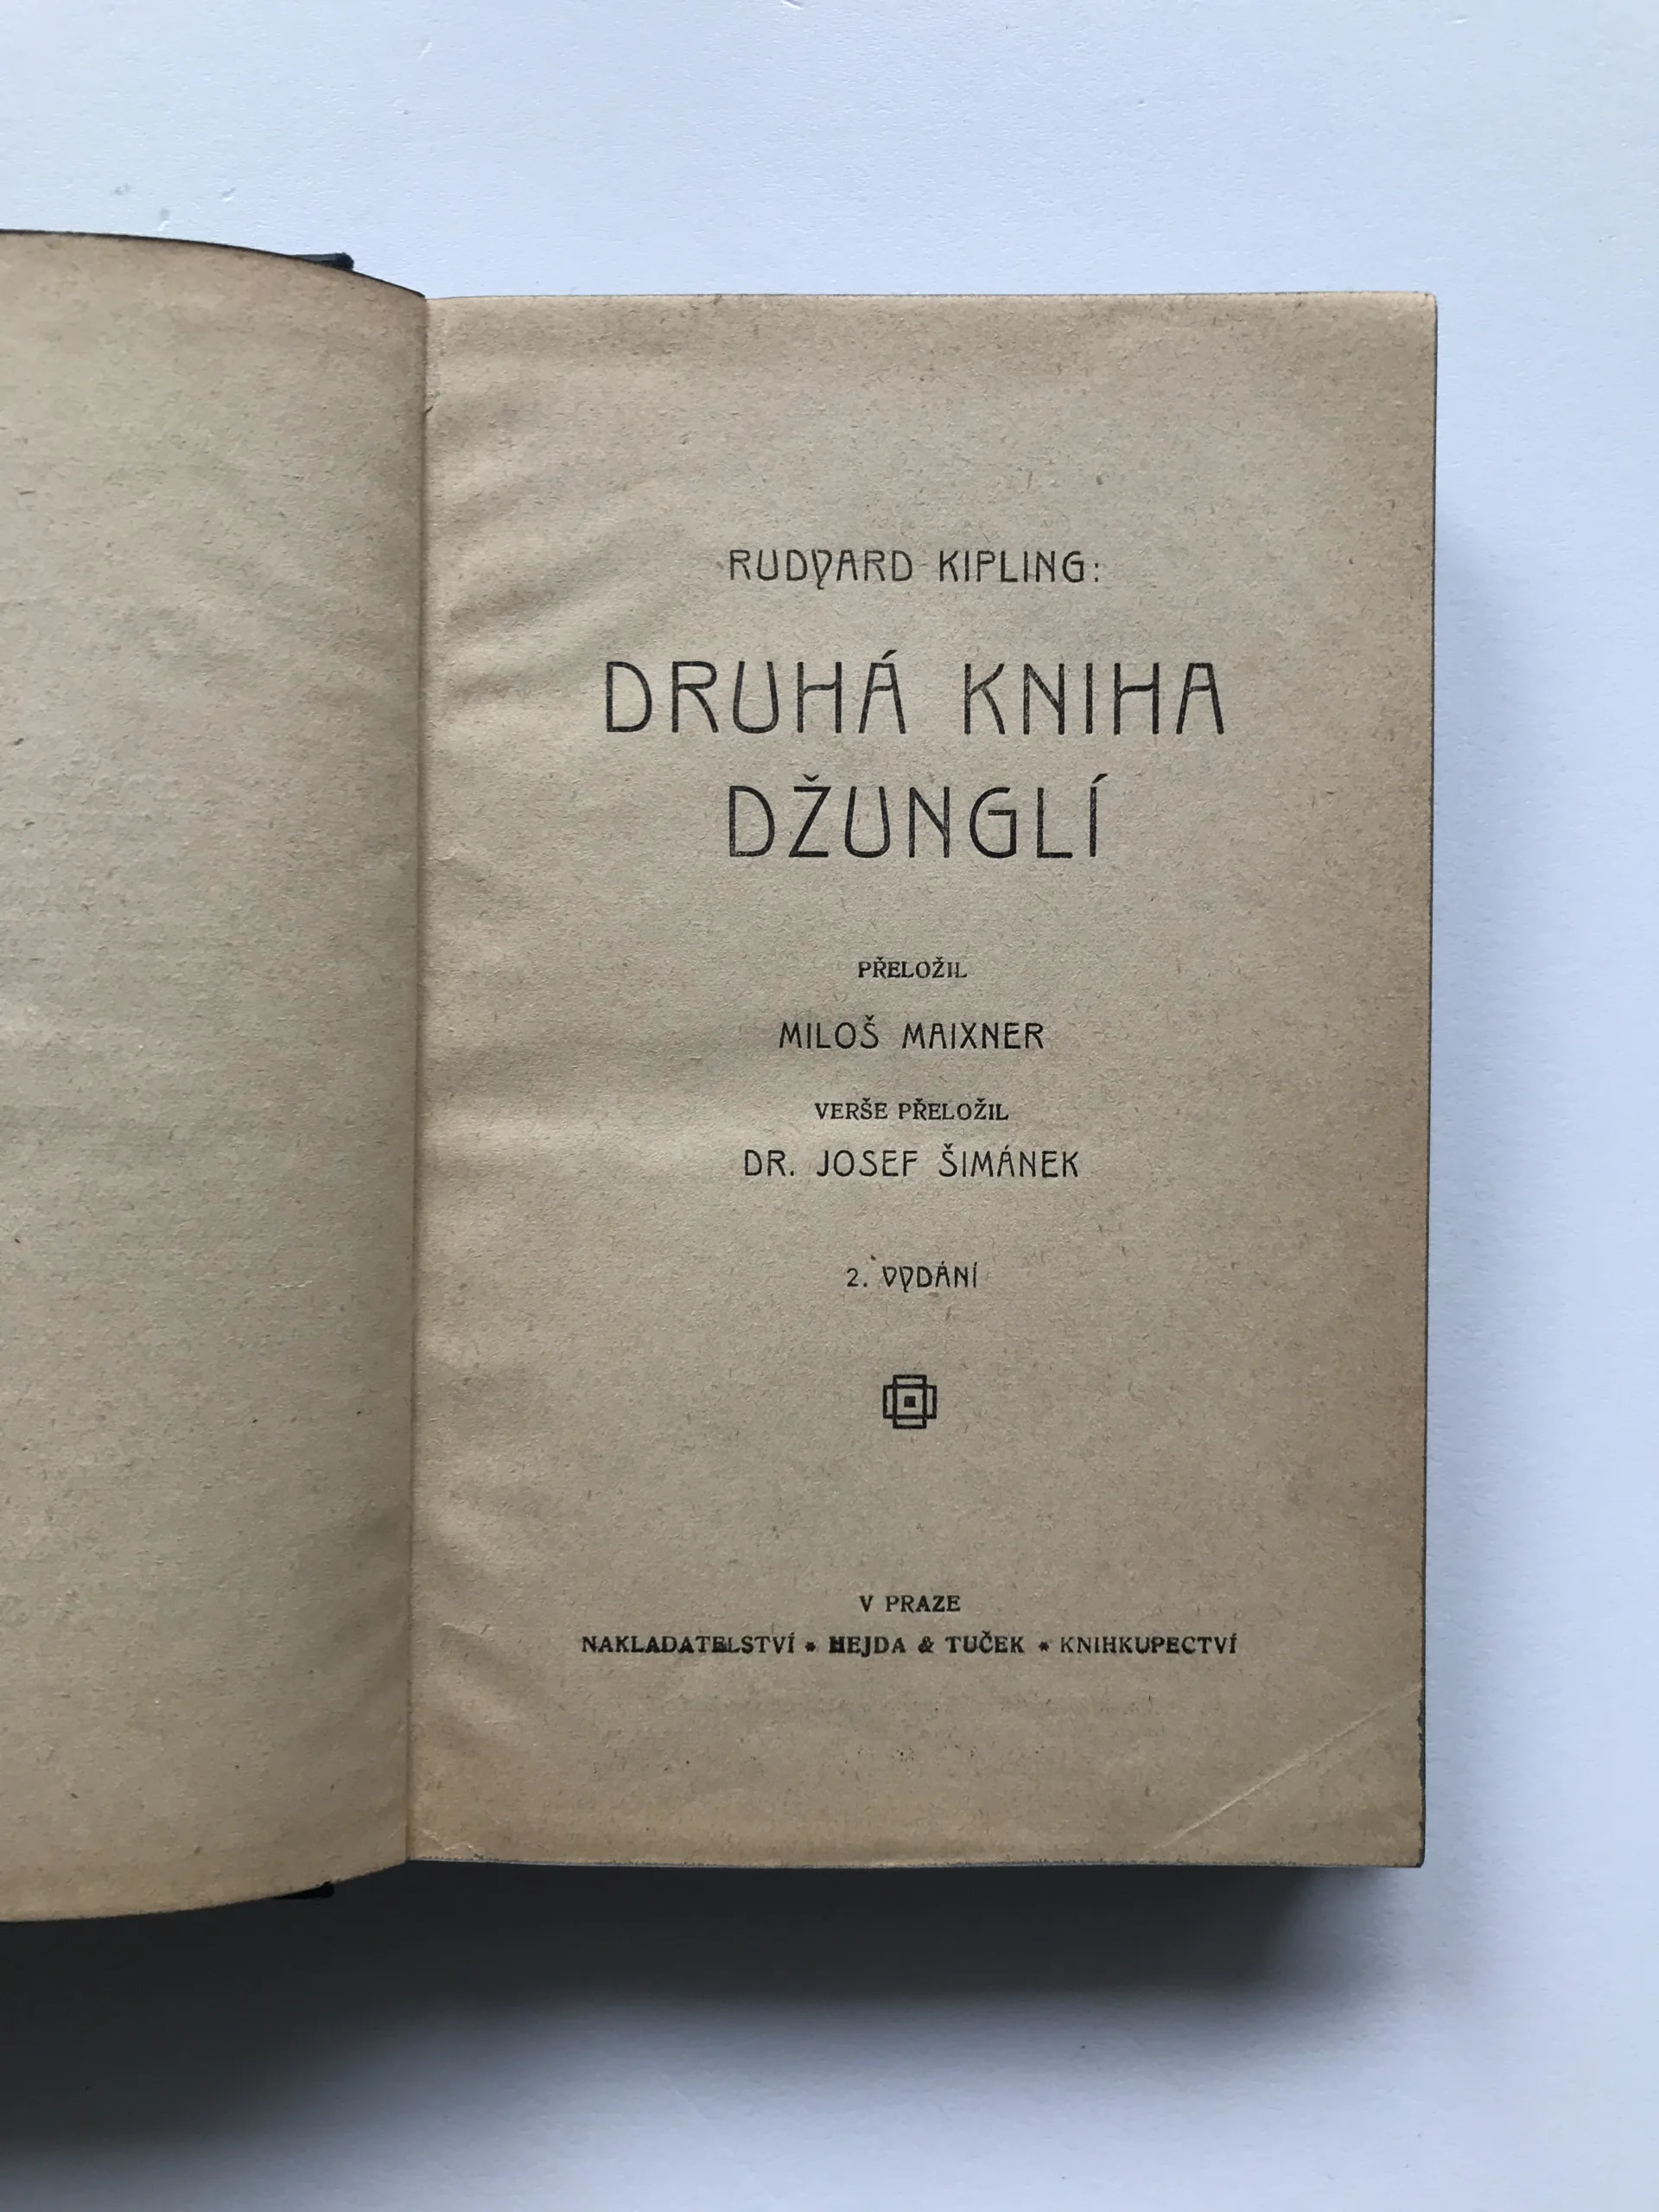 RUDYARD KIPLING:
DRUHÁ KNIHA
DŽUNGLÍ
PŘELOŽIL
MILOŠ MAIXNER
VERŠE PŘELOŽIL
DR. JOSEF ŠIMÁNEK
2. VYDÁNÍ
V PRAZE
NAKLADATELSTVÍ * HEJDA & TUČEK * KNIHKUPECTVÍ